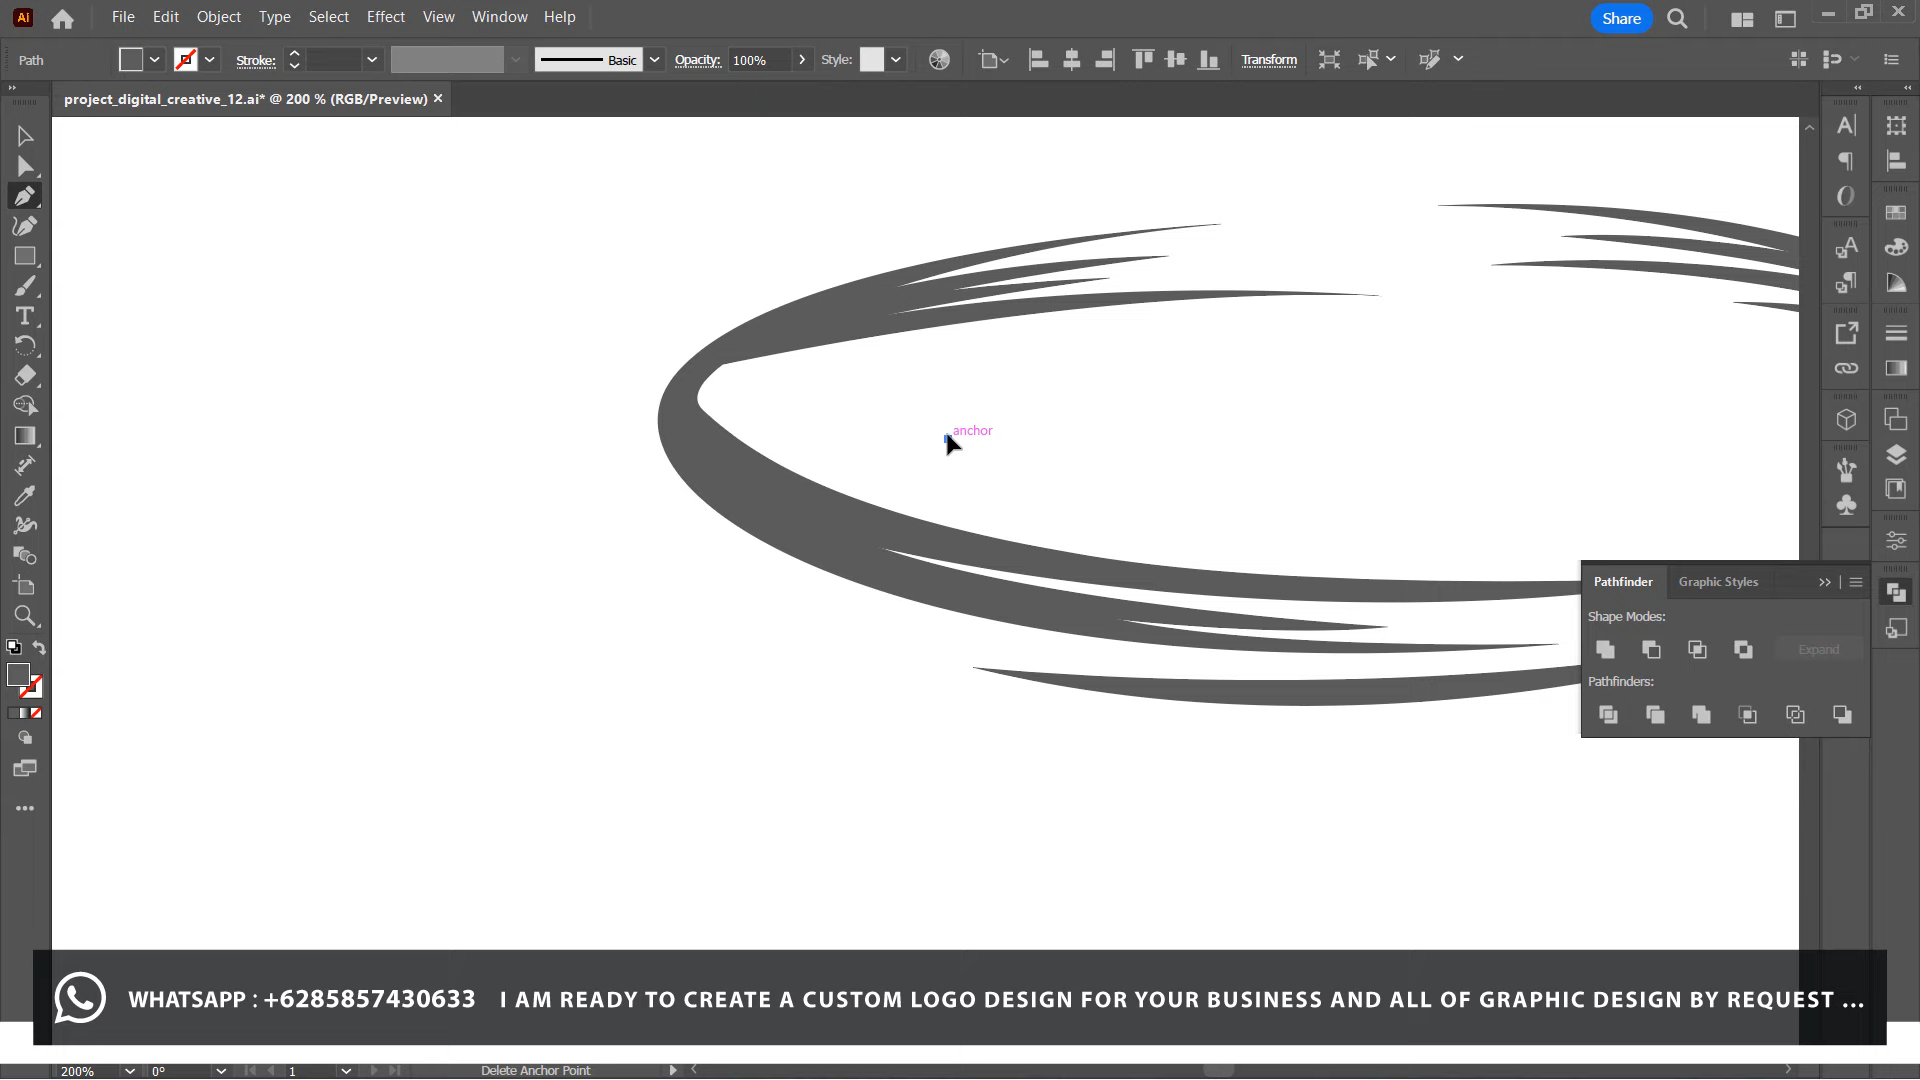 Ai
File Edit Object Type Select Effect View Window Help
Share
Path
Stroke:
Basic
Opacity: 100%
Style:
Transform
project_digital_creative_12.ai* @ 200 % (RGB/Preview) ×
anchor
Pathfinder Graphic Styles
Shape Modes:
Expand
Pathfinders:
WHATSAPP : +6285857430633 I AM READY TO CREATE A CUSTOM LOGO DESIGN FOR YOUR BUSINESS AND ALL OF GRAPHIC DESIGN BY REQUEST ...
200% 0° 1 Delete Anchor Point